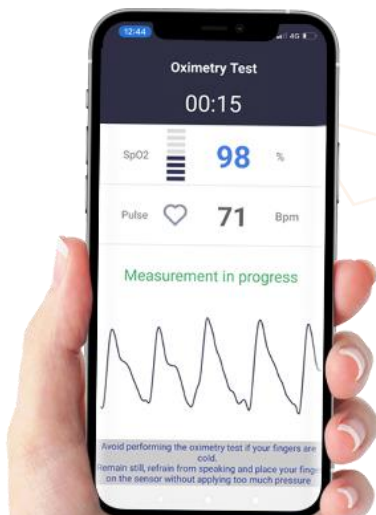 12:44
4G
Oximetry Test
00:15
SpO2 98 %
Pulse 71 Bpm
Measurement in progress
Avoid performing the oximetry test if your fingers are
cold.
Remain still, refrain from speaking and place your finger
on the sensor without applying too much pressure